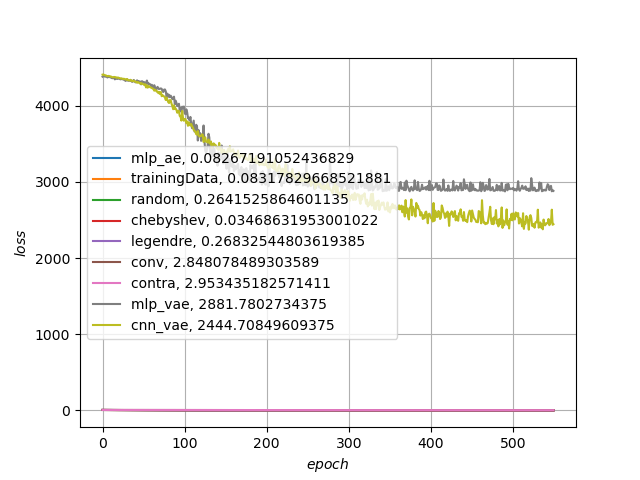 4000
3000
2000
1000
0
loss
mlp_ae, 0.08267191052436829
trainingData, 0.08317829668521881
random, 0.2641525864601135
chebyshev, 0.03468631953001022
legendre, 0.26832544803619385
conv, 2.848078489303589
contra, 2.953435182571411
mlp_vae, 2881.7802734375
cnn_vae, 2444.70849609375
0 100 200 300 400 500
epoch